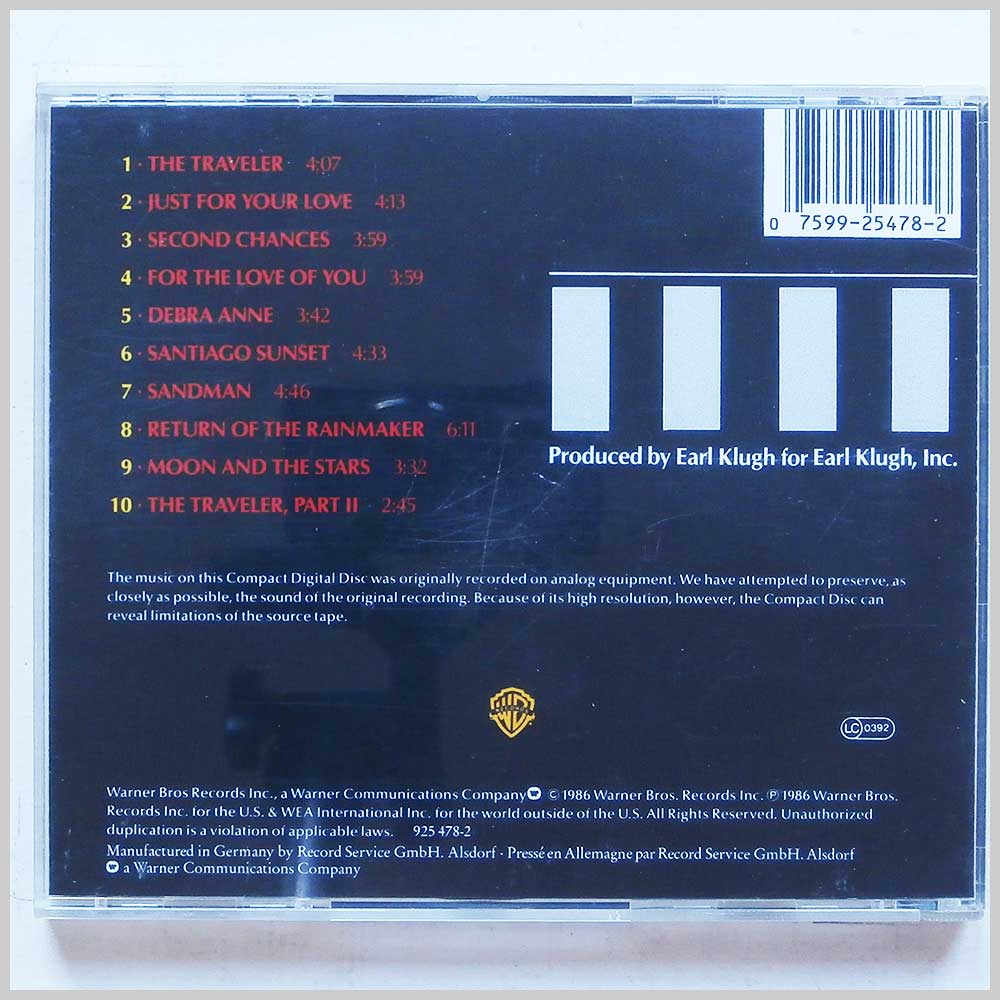 1 · THE TRAVELER · 4:07
2 · JUST FOR YOUR LOVE 4:13
3 · SECOND CHANCES 3:59
4 · FOR THE LOVE OF YOU 3:59
5 · DEBRA ANNE 3:42
6 · SANTIAGO SUNSET 4:33
7 · SANDMAN 4:46
8 · RETURN OF THE RAINMAKER 6:11
9 · MOON AND THE STARS 3:32
10 · THE TRAVELER, PART II · 2:45
0 7599-25478-2
Produced by Earl Klugh for Earl Klugh, Inc.
The music on this Compact Digital Disc was originally recorded on analog equipment. We have attempted to preserve, as
closely as possible, the sound of the original recording. Because of its high resolution, however, the Compact Disc can
reveal limitations of the source tape.
WB
RECORDS
LC 0392
Warner Bros Records Inc., a Warner Communications Company © 1986 Warner Bros. Records Inc. ℗ 1986 Warner Bros.
Records Inc. for the U.S. & WEA International Inc. for the world outside of the U.S. All Rights Reserved. Unauthorized
duplication is a violation of applicable laws. 925 478-2
Manufactured in Germany by Record Service GmbH. Alsdorf · Pressé en Allemagne par Record Service GmbH. Alsdorf
a Warner Communications Company